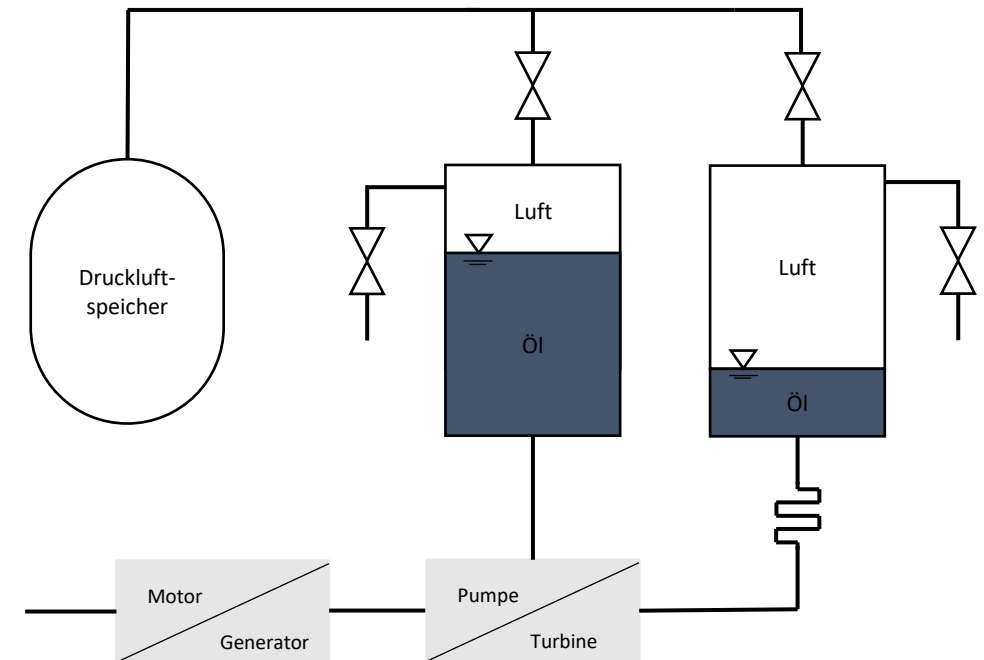 Luft
Druckluft-
speicher
Luft
Öl
Öl
Motor
Generator
Pumpe
Turbine